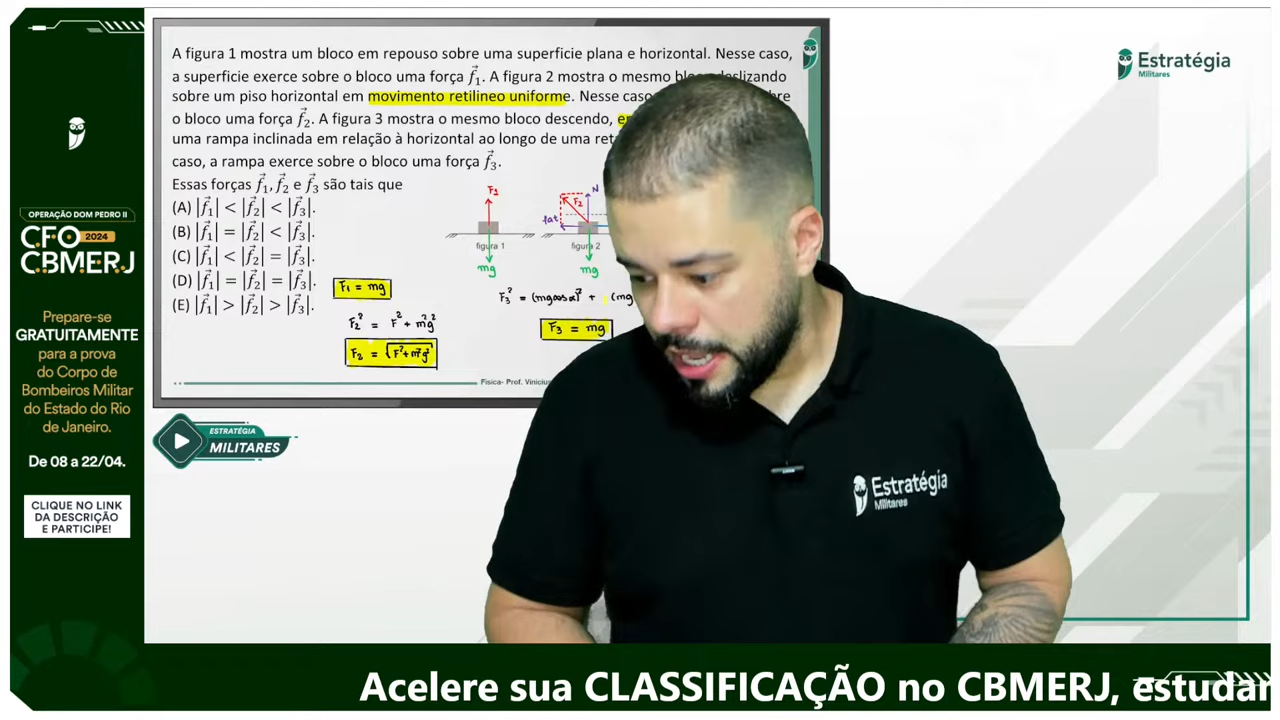 A figura 1 mostra um bloco em repouso sobre uma superficie plana e horizontal. Nesse caso,
a superficie exerce sobre o bloco uma força f⃗₁. A figura 2 mostra o mesmo bloco deslizando
sobre um piso horizontal em movimento retilineo uniforme. Nesse caso
o bloco uma força f⃗₂. A figura 3 mostra o mesmo bloco descendo,
uma rampa inclinada em relação à horizontal ao longo de uma
caso, a rampa exerce sobre o bloco uma força f⃗₃.
Essas forças f⃗₁, f⃗₂ e f⃗₃ são tais que
(A) |f⃗₁| < |f⃗₂| < |f⃗₃|.
(B) |f⃗₁| = |f⃗₂| < |f⃗₃|.
(C) |f⃗₁| < |f⃗₂| = |f⃗₃|.
(D) |f⃗₁| = |f⃗₂| = |f⃗₃|.
(E) |f⃗₁| > |f⃗₂| > |f⃗₃|.
F₁
figura 1
mg
N
F₂
fat
figura 2
mg
F₁ = mg
F₂² = F² + m²g²
F₂ = √F²+m²g²
F₃² = (mgcosα)² + (mg
F₃ = mg
Física- Prof. Vinicius
Estratégia
Militares
OPERAÇÃO DOM PEDRO II
CFO 2024
CBMERJ
Prepare-se
GRATUITAMENTE
para a prova
do Corpo de
Bombeiros Militar
do Estado do Rio
de Janeiro.
De 08 a 22/04.
CLIQUE NO LINK
DA DESCRIÇÃO
E PARTICIPE!
ESTRATÉGIA
MILITARES
Estratégia
Militares
Acelere sua CLASSIFICAÇÃO no CBMERJ, estudar